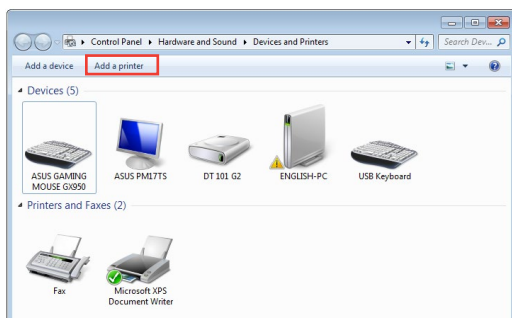 Control Panel ▸ Hardware and Sound ▸ Devices and Printers
Search Dev...
Add a device
Add a printer
Devices (5)
ASUS GAMING
MOUSE GX950
ASUS PM17TS
DT 101 G2
ENGLISH-PC
USB Keyboard
Printers and Faxes (2)
Fax
Microsoft XPS
Document Writer